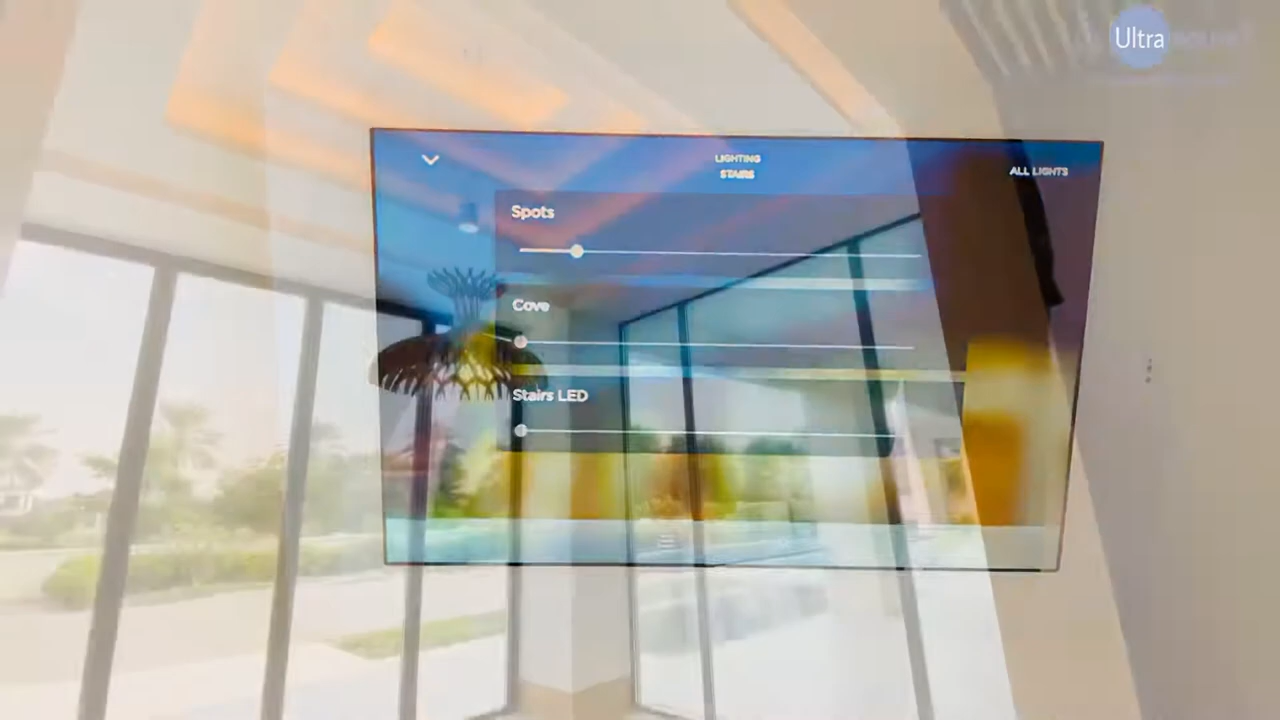 Ultra
LIGHTING
STAIRS
ALL LIGHTS
Spots
Cove
Stairs LED